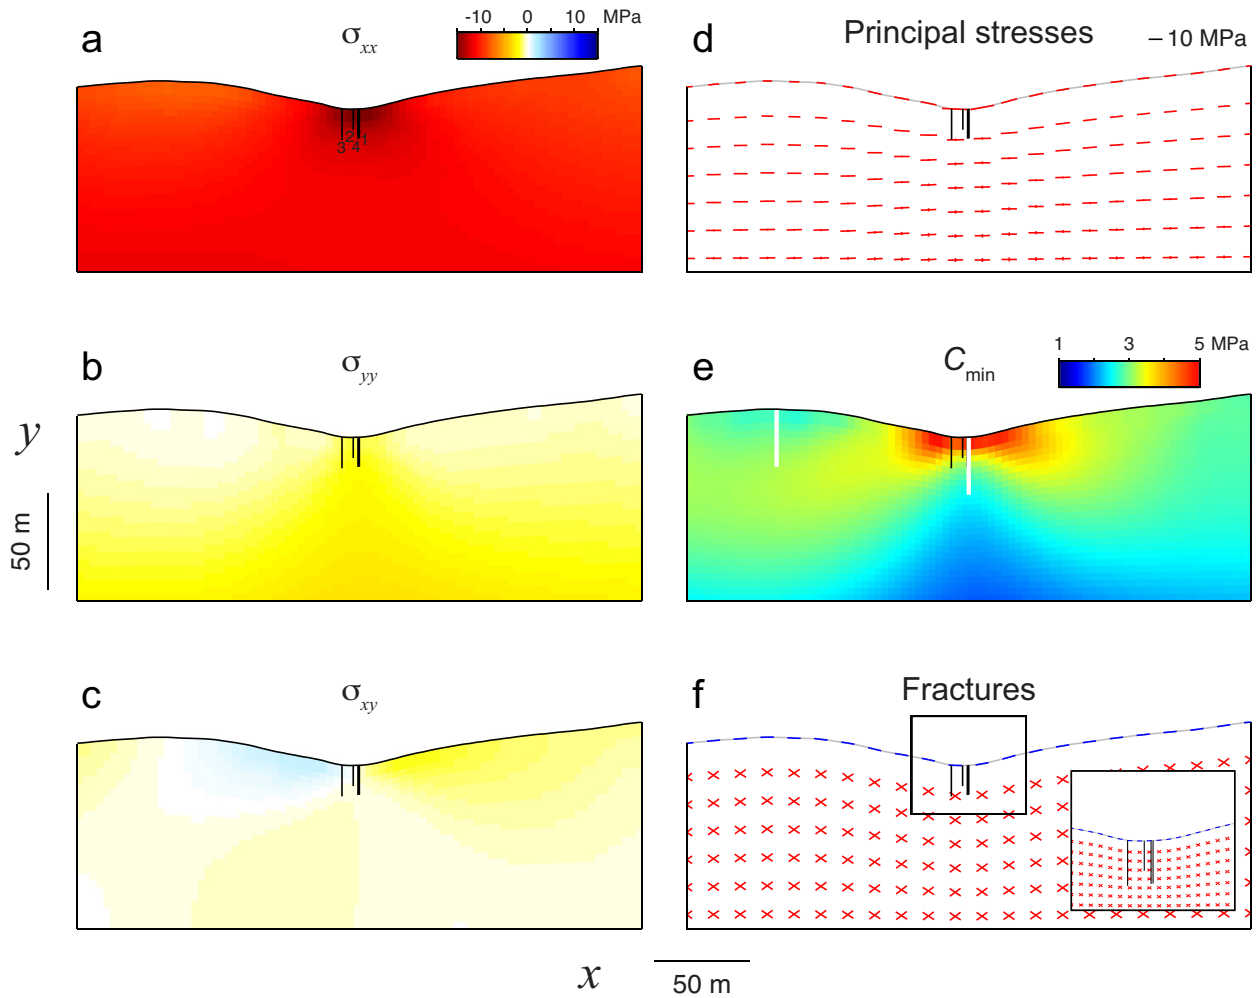 a
σxx
-10 0 10 MPa
3 2 4 1
d
Principal stresses
– 10 MPa
b
σyy
y
50 m
e
Cmin
1 3 5 MPa
c
σxy
f
Fractures
x
50 m